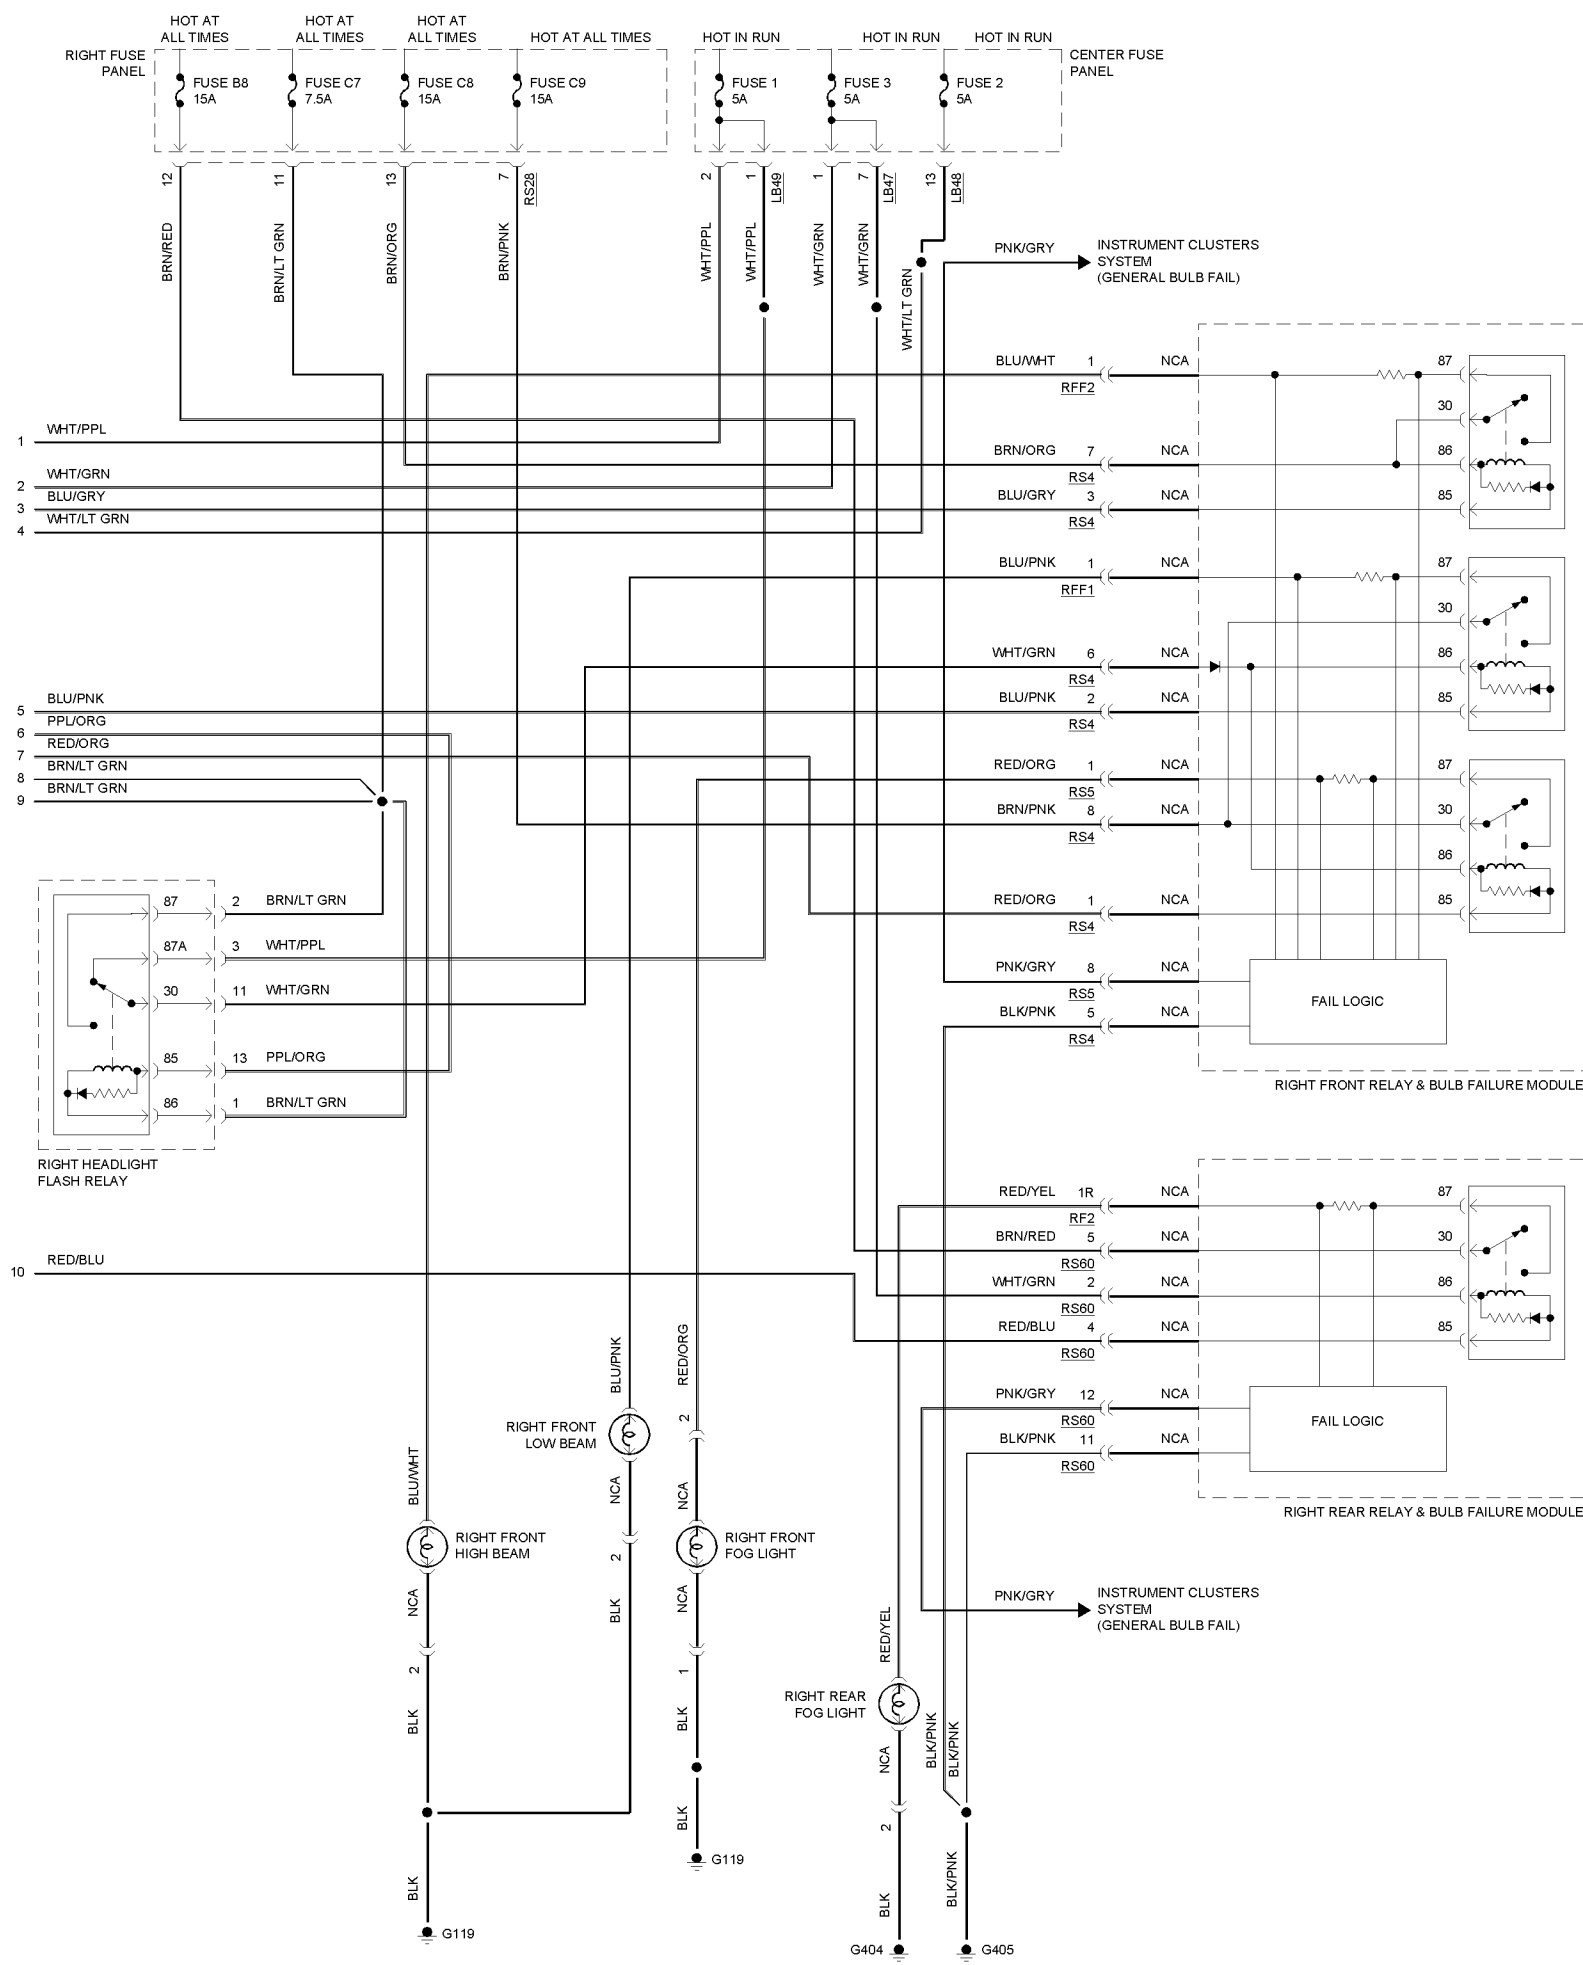 HOT AT
ALL TIMES
HOT AT
ALL TIMES
HOT AT
ALL TIMES
HOT AT ALL TIMES
HOT IN RUN
HOT IN RUN
HOT IN RUN
RIGHT FUSE
PANEL
FUSE B8
15A
FUSE C7
7.5A
FUSE C8
15A
FUSE C9
15A
FUSE 1
5A
FUSE 3
5A
FUSE 2
5A
CENTER FUSE
PANEL
12
11
13
7
RS28
2
1
LB49
1
7
LB47
13
LB48
BRN/RED
BRN/LT GRN
BRN/ORG
BRN/PNK
WHT/PPL
WHT/PPL
WHT/GRN
WHT/GRN
WHT/LT GRN
PNK/GRY
INSTRUMENT CLUSTERS
SYSTEM
(GENERAL BULB FAIL)
BLU/WHT 1 NCA
RFF2
87
30
BRN/ORG 7 NCA
RS4
86
BLU/GRY 3 NCA
RS4
85
1 WHT/PPL
2 WHT/GRN
3 BLU/GRY
4 WHT/LT GRN
BLU/PNK 1 NCA
RFF1
87
30
WHT/GRN 6 NCA
RS4
86
BLU/PNK 2 NCA
RS4
85
5 BLU/PNK
6 PPL/ORG
7 RED/ORG
8 BRN/LT GRN
9 BRN/LT GRN
RED/ORG 1 NCA
RS5
87
BRN/PNK 8 NCA
RS4
30
86
RED/ORG 1 NCA
RS4
85
PNK/GRY 8 NCA
RS5
BLK/PNK 5 NCA
RS4
FAIL LOGIC
RIGHT FRONT RELAY & BULB FAILURE MODULE
87 2 BRN/LT GRN
87A 3 WHT/PPL
30 11 WHT/GRN
85 13 PPL/ORG
86 1 BRN/LT GRN
RIGHT HEADLIGHT
FLASH RELAY
10 RED/BLU
RED/YEL 1R NCA
RF2
87
BRN/RED 5 NCA
RS60
30
WHT/GRN 2 NCA
RS60
86
RED/BLU 4 NCA
RS60
85
PNK/GRY 12 NCA
RS60
BLK/PNK 11 NCA
RS60
FAIL LOGIC
RIGHT REAR RELAY & BULB FAILURE MODULE
BLU/PNK
RED/ORG
2
RIGHT FRONT
LOW BEAM
BLU/WHT
NCA
NCA
RIGHT FRONT
HIGH BEAM
RIGHT FRONT
FOG LIGHT
2
NCA
BLK
NCA
2
1
BLK
BLK
PNK/GRY
INSTRUMENT CLUSTERS
SYSTEM
(GENERAL BULB FAIL)
RED/YEL
RIGHT REAR
FOG LIGHT
NCA
BLK/PNK
BLK/PNK
BLK
G119
2
BLK
G119
BLK
BLK/PNK
G404
G405